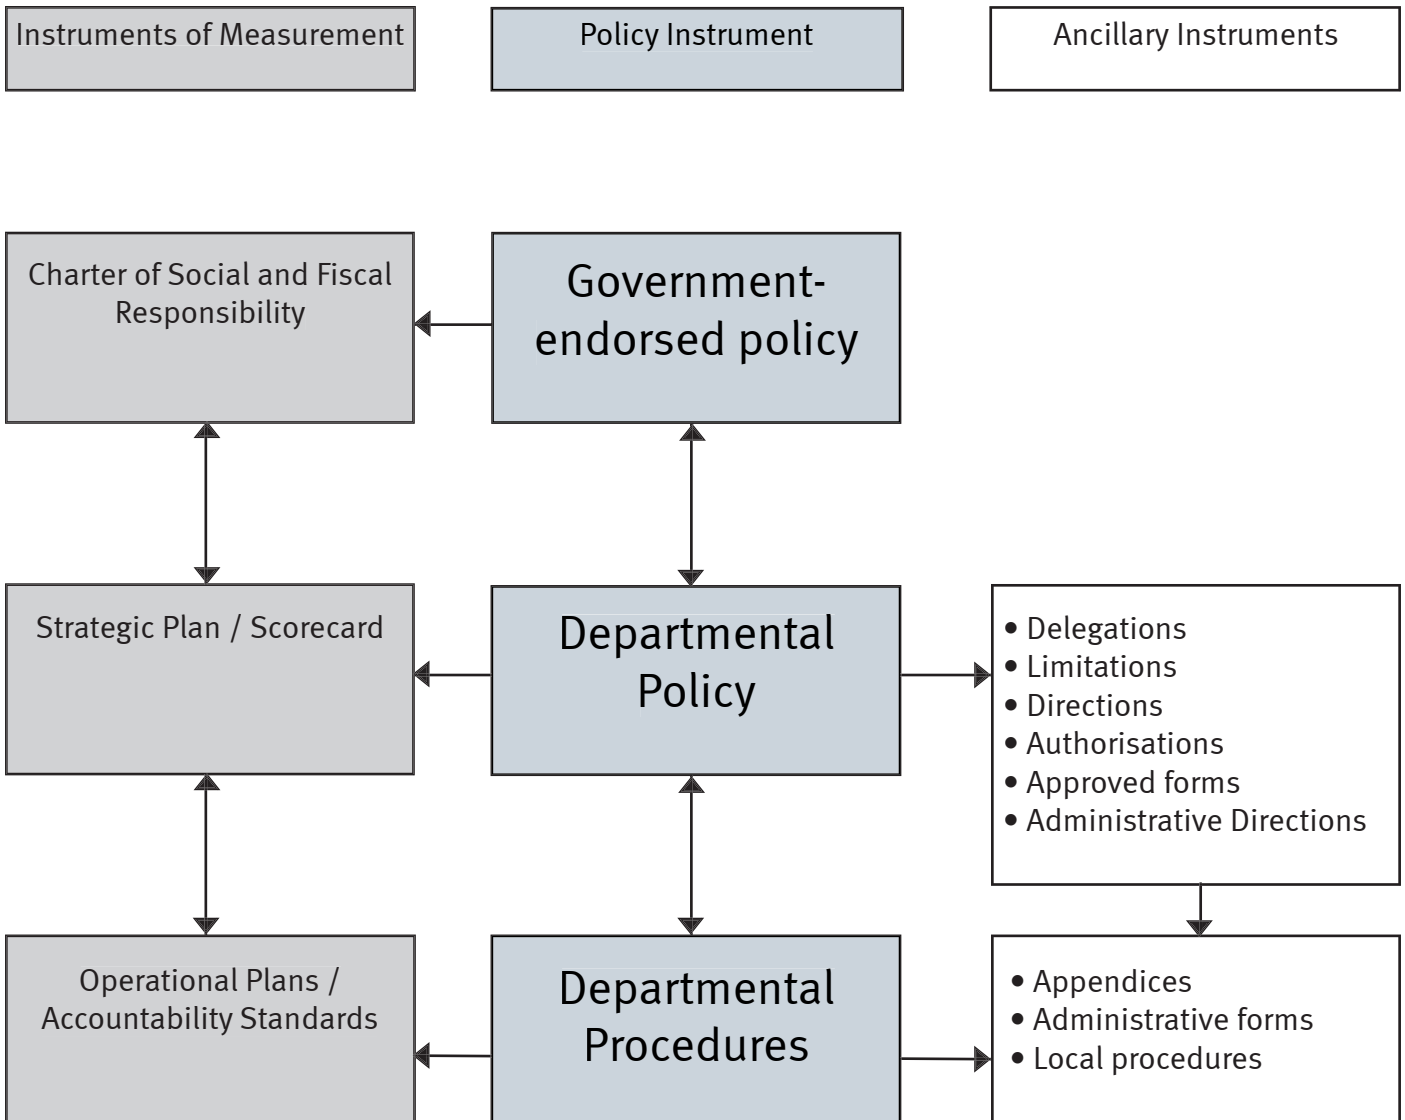 Instruments of Measurement
Policy Instrument
Ancillary Instruments
Charter of Social and Fiscal
Responsibility
Government-
endorsed policy
Strategic Plan / Scorecard
Departmental
Policy
• Delegations
• Limitations
• Directions
• Authorisations
• Approved forms
• Administrative Directions
Operational Plans /
Accountability Standards
Departmental
Procedures
• Appendices
• Administrative forms
• Local procedures